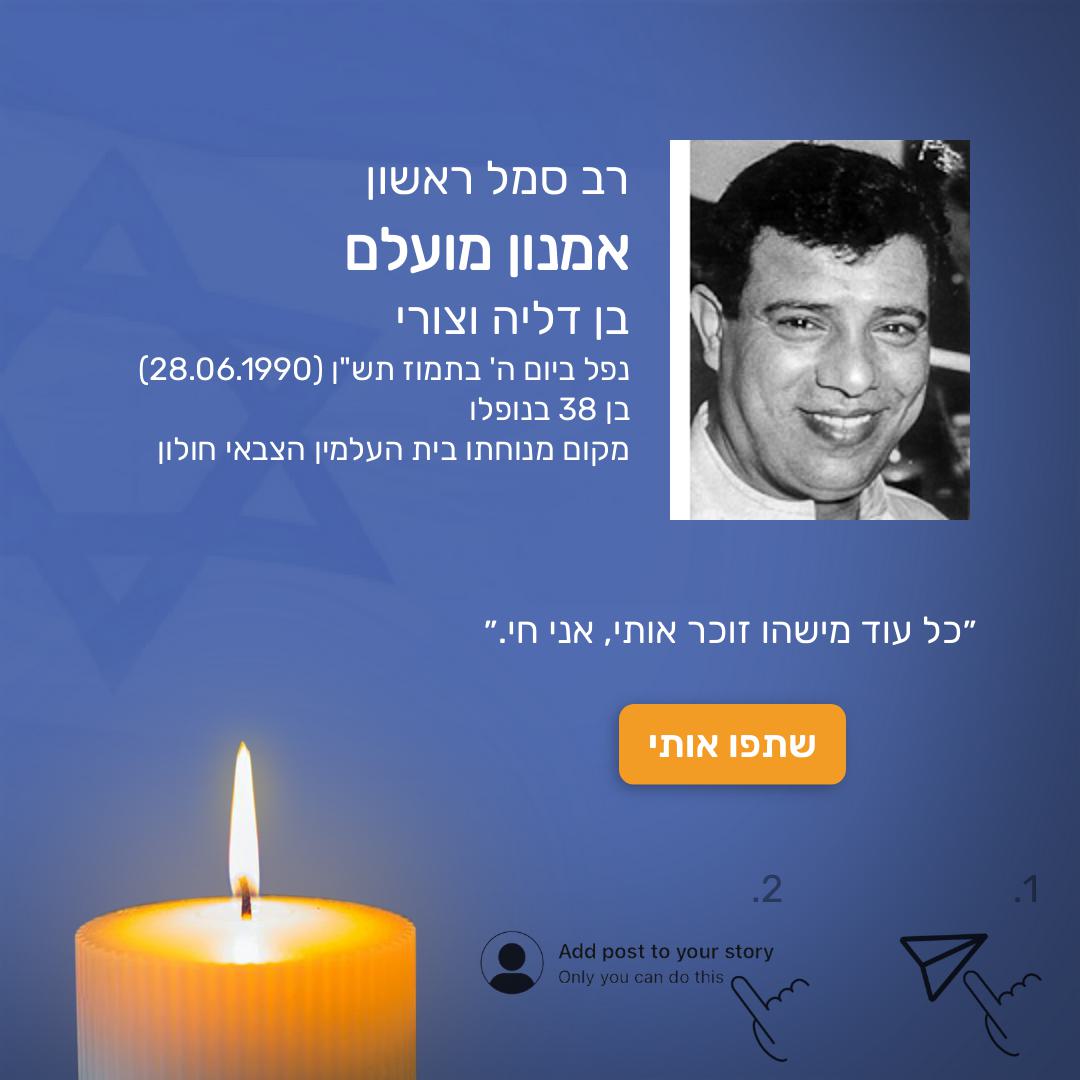 רב סמל ראשון
אמנון מועלם
בן דליה וצורי
נפל ביום ה' בתמוז תש"ן (28.06.1990)
בן 38 בנופלו
מקום מנוחתו בית העלמין הצבאי חולון
״כל עוד מישהו זוכר אותי, אני חי.״
שתפו אותי
.1
.2
Add post to your story
Only you can do this